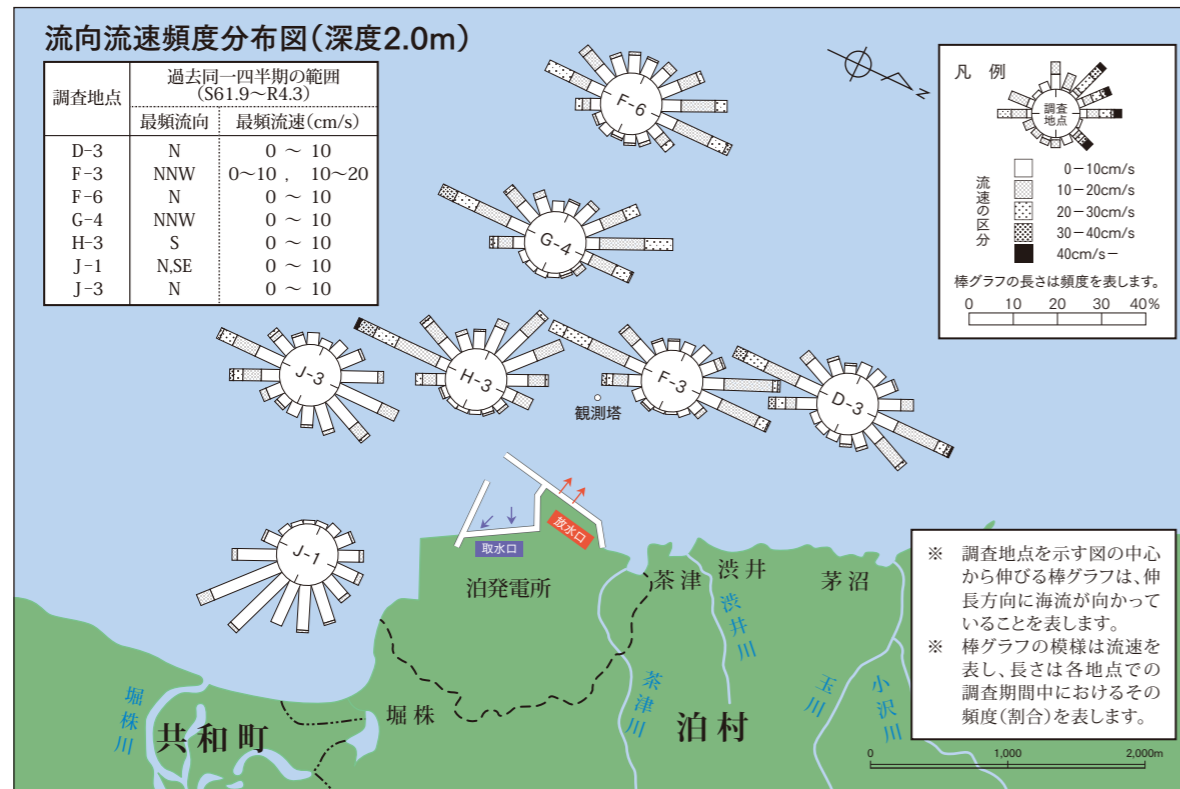 流向流速頻度分布図(深度2.0m)
調査地点 過去同一四半期の範囲
(S61.9～R4.3)
最頻流向 最頻流速(cm/s)
D-3 N 0 ～ 10
F-3 NNW 0～10 , 10～20
F-6 N 0 ～ 10
G-4 NNW 0 ～ 10
H-3 S 0 ～ 10
J-1 N,SE 0 ～ 10
J-3 N 0 ～ 10
N
凡 例
調査
地点
流速の区分
0－10cm/s
10－20cm/s
20－30cm/s
30－40cm/s
40cm/s－
棒グラフの長さは頻度を表します。
0 10 20 30 40%
F-6
G-4
J-3
H-3
F-3
D-3
観測塔
J-1
取水口
放水口
泊発電所
茶津
渋井
茅沼
渋井川
茶津川
玉川
小沢川
堀株川
共和町
堀株
泊村
※ 調査地点を示す図の中心
から伸びる棒グラフは、伸
長方向に海流が向かって
いることを表します。
※ 棒グラフの模様は流速を
表し、長さは各地点での
調査期間中におけるその
頻度(割合)を表します。
0 1,000 2,000m